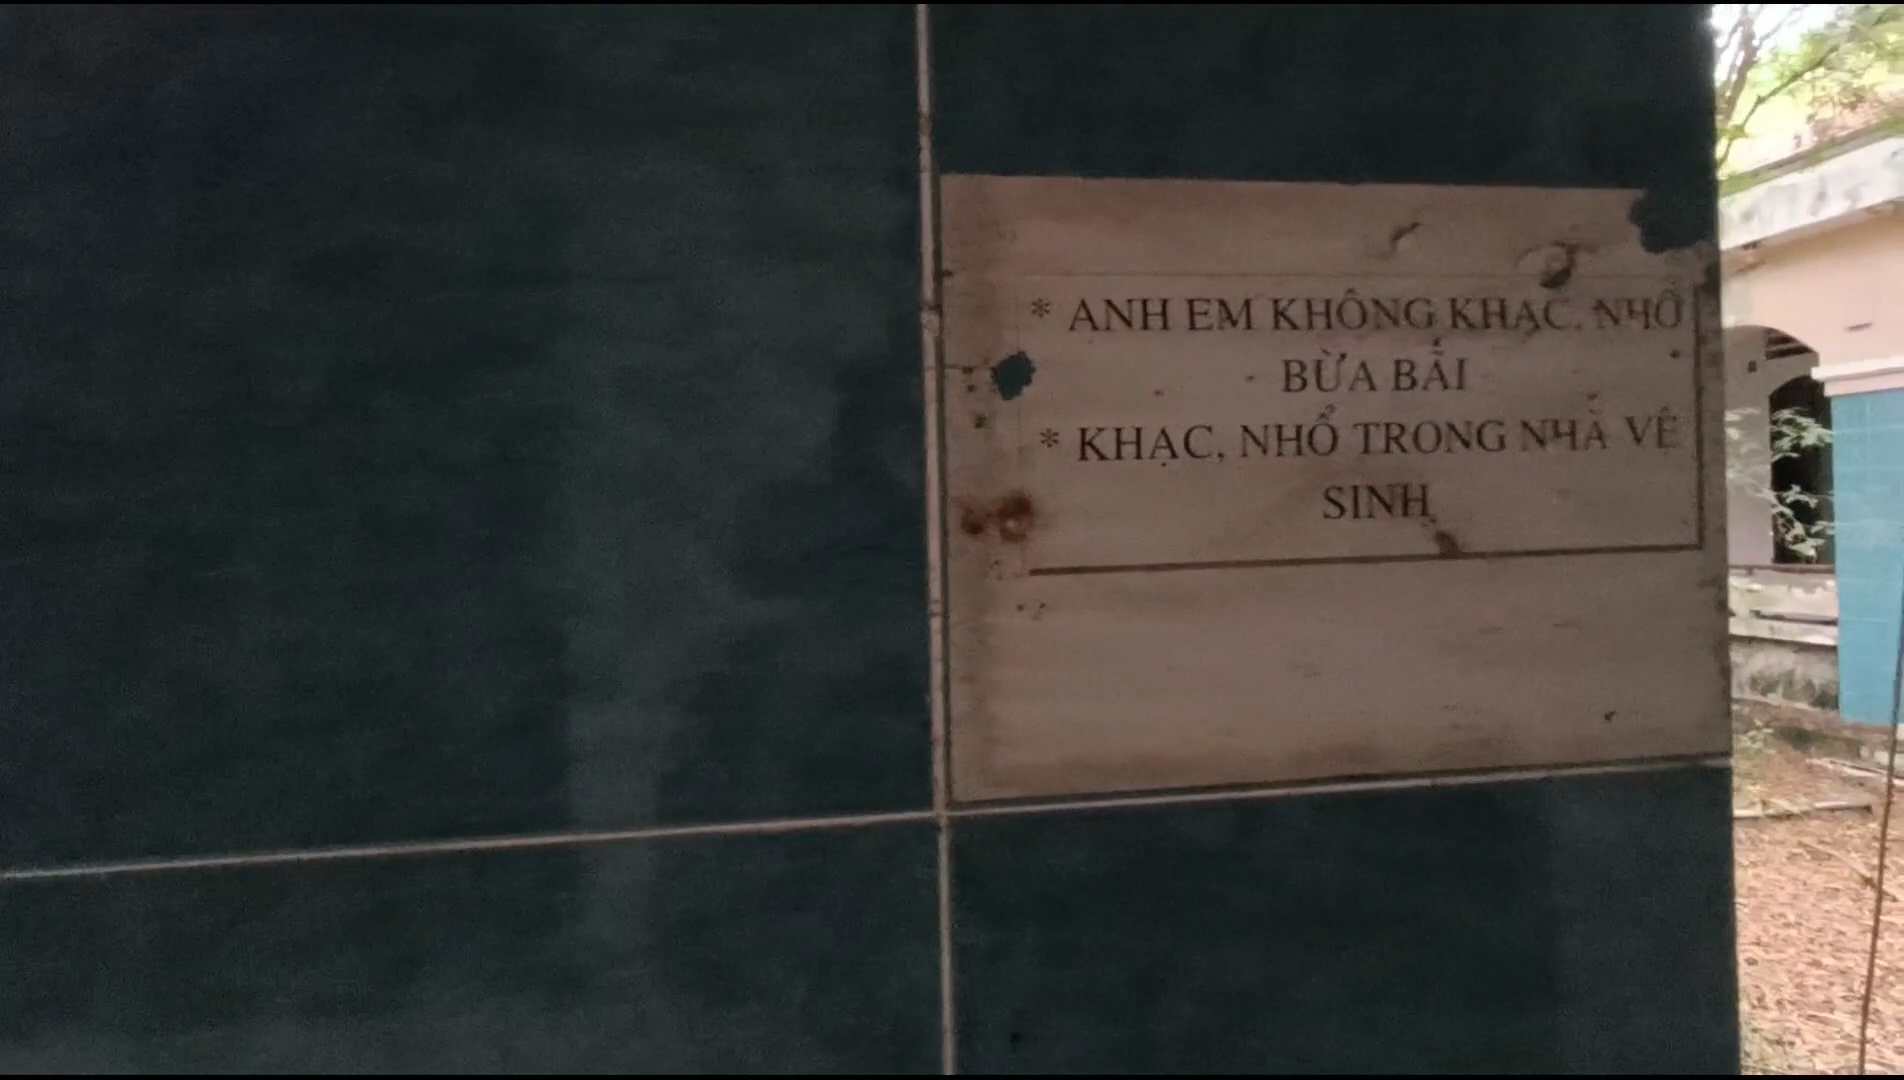 * ANH EM KHÔNG KHẠC, NHỔ
BỪA BÃI
* KHẠC, NHỔ TRONG NHÀ VỆ
SINH